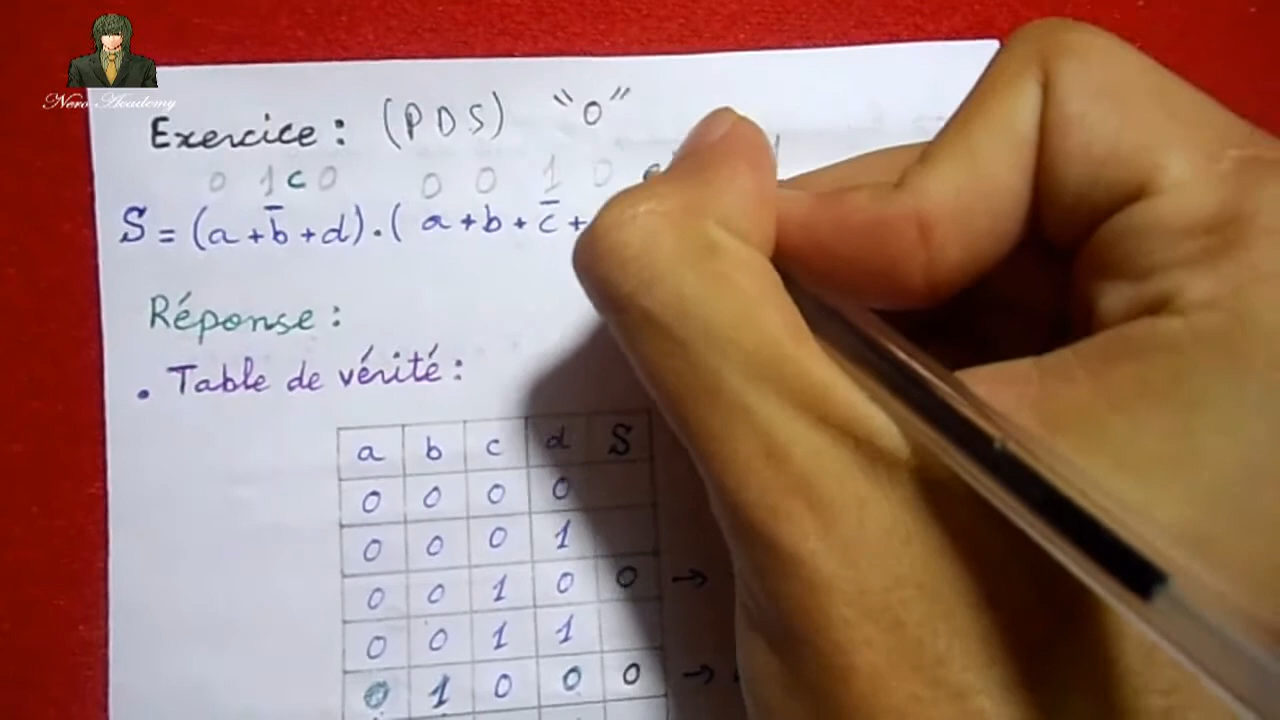 Nero Academy
Exercice : (PDS) "0"
0 1 c 0 0 0 1 0
S = (a + b̅ + d) . ( a + b + c̅ +
Réponse :
. Table de vérité :
a b c d S
0 0 0 0
0 0 0 1
0 0 1 0 0 →
0 0 1 1
0 1 0 0 0 →